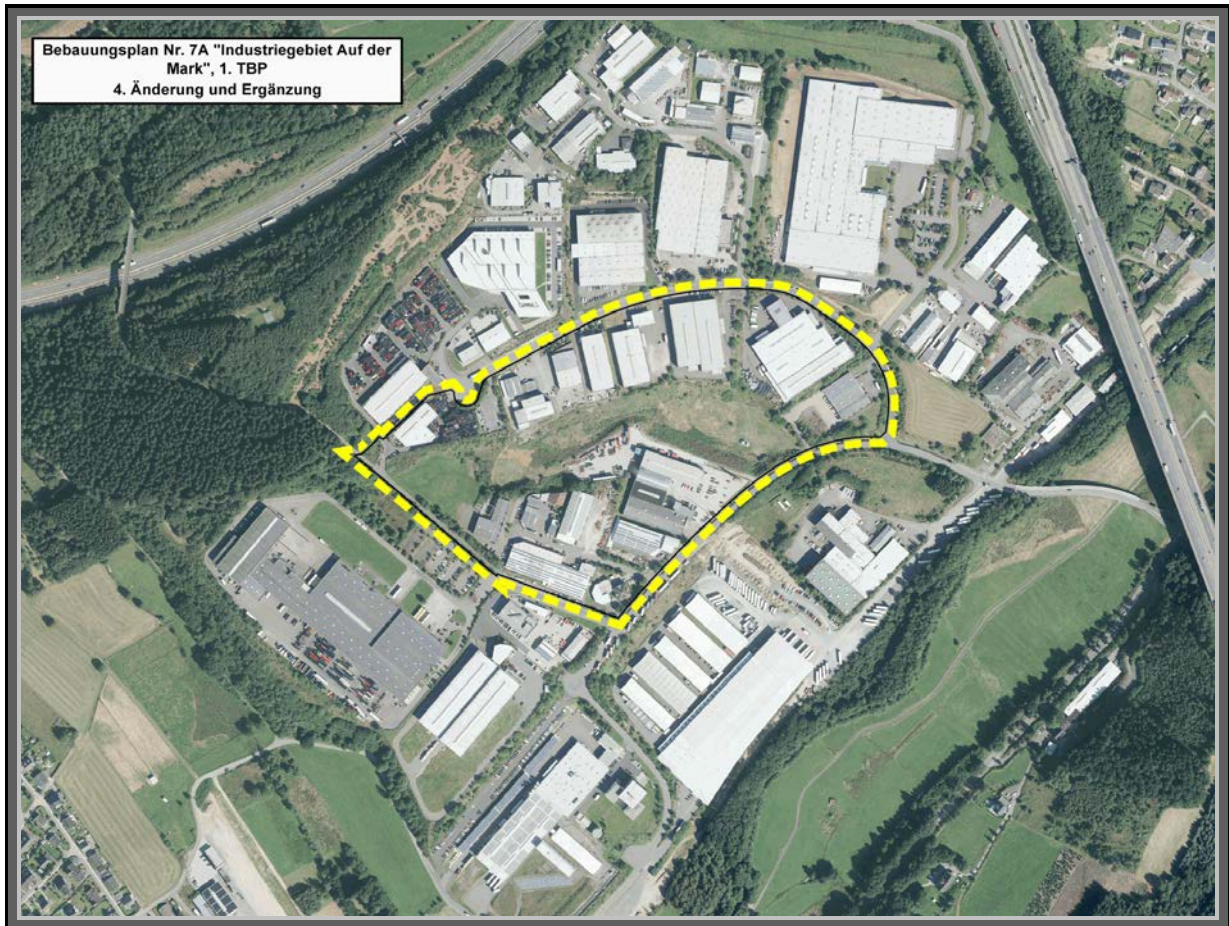 Bebauungsplan Nr. 7A "Industriegebiet Auf der
Mark", 1. TBP
4. Änderung und Ergänzung